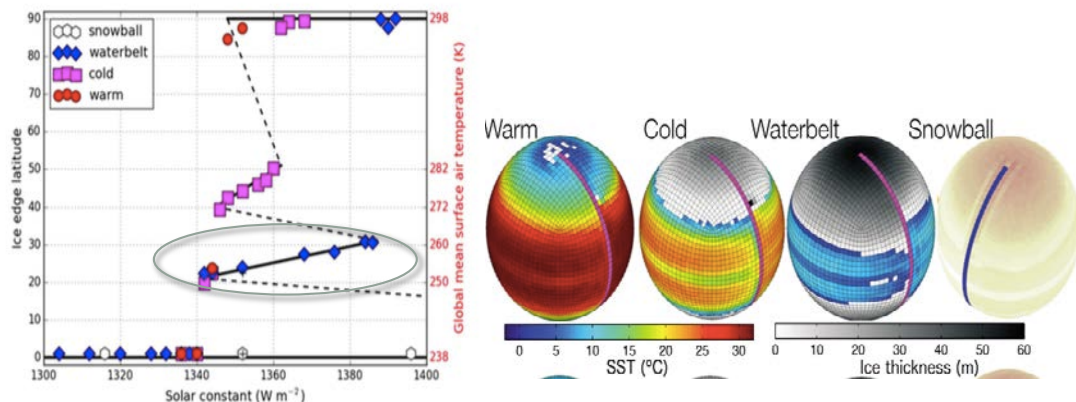 90
80
70
60
50
40
30
20
10
0
Ice edge latitude
snowball
waterbelt
cold
warm
298
282
272
260
250
238
Global mean surface air temperature (K)
1300
1320
1340
1360
1380
1400
Solar constant (W m⁻²)
Warm
Cold
Waterbelt
Snowball
0 5 10 15 20 25 30
SST (°C)
0 10 20 30 40 50 60
Ice thickness (m)